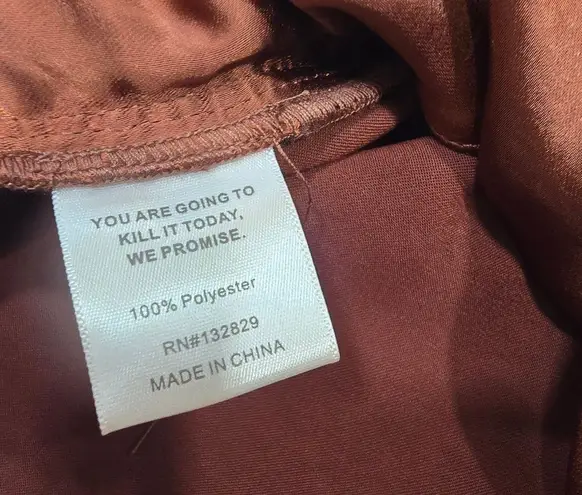 YOU ARE GOING TO
KILL IT TODAY,
WE PROMISE.
100% Polyester
RN#132829
MADE IN CHINA